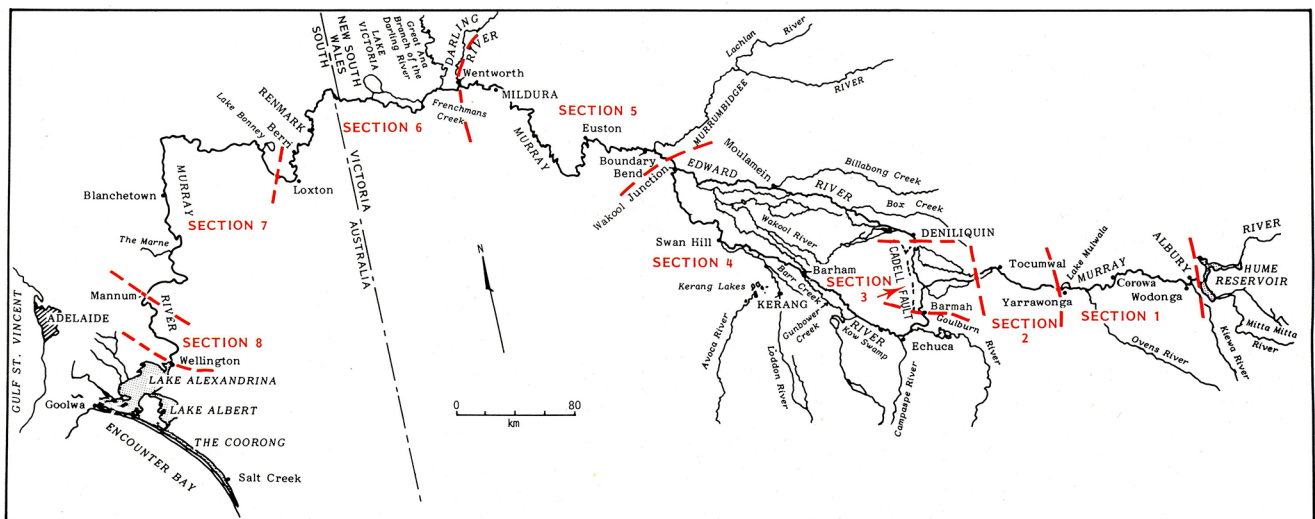 SOUTH
NEW SOUTH
WALES
LAKE
VICTORIA
Great Ana
Branch of the
Darling River
DARLING
RIVER
Wentworth
MILDURA
Frenchmans
Creek
SECTION 5
SECTION 6
RENMARK
Lake Bonney
Berri
Loxton
MURRAY
Euston
Boundary
Bend
Wakool Junction
MURRUMBIDGEE
RIVER
Lachlan River
Moulamein
EDWARD
RIVER
Billabong Creek
Box Creek
Wakool River
DENILIQUIN
VICTORIA
AUSTRALIA
Blanchetown
MURRAY
SECTION 7
The Marne
Mannum
RIVER
SECTION 8
Wellington
GULF ST. VINCENT
ADELAIDE
LAKE ALEXANDRINA
Goolwa
LAKE ALBERT
THE COORONG
ENCOUNTER BAY
Salt Creek
N
0 80
km
Swan Hill
SECTION 4
Kerang Lakes
KERANG
Barham
Barr Creek
SECTION
3
CADELL FAULT
Barmah
Goulburn
River
Gunbower
Creek
RIVER
Kow Swamp
Echuca
Avoca River
Loddon River
Campaspe River
Tocumwal
Lake Mulwala
Yarrawonga
SECTION
2
MURRAY
Corowa
Wodonga
SECTION 1
ALBURY
RIVER
HUME
RESERVOIR
Mitta Mitta
River
Kiewa River
Ovens River